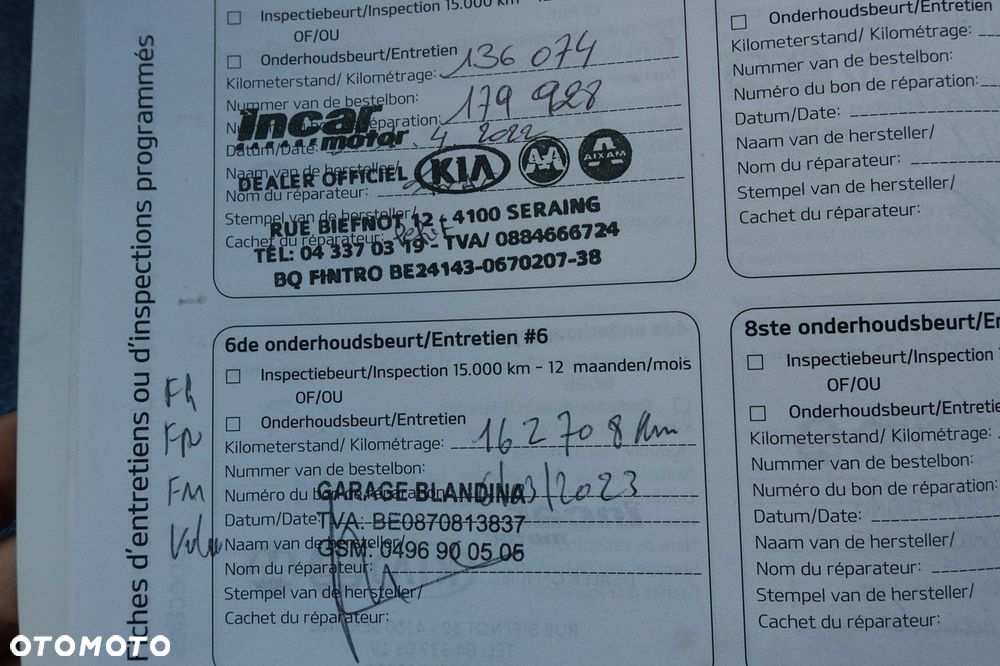 Fiches d'entretiens ou d'inspections programmés
Inspectiebeurt/Inspection 15.000 km - 12
OF/OU
Onderhoudsbeurt/Entretien
Kilometerstand/ Kilométrage: 136 074
Nummer van de bestelbon:
Numéro du bon de réparation: 179 928
Datum/Date: 4 2022
Naam van de hersteller/
Nom du réparateur:
Stempel van de hersteller/
Cachet du réparateur:
Incar
motor
DEALER OFFICIEL KIA AIXAM
RUE BIEFNOT 12 - 4100 SERAING
TEL: 04 337 03 19 - TVA/ 0884666724
BQ FINTRO BE24143-0670207-38
6de onderhoudsbeurt/Entretien #6
Inspectiebeurt/Inspection 15.000 km - 12 maanden/mois
OF/OU
Onderhoudsbeurt/Entretien
Kilometerstand/ Kilométrage: 162708 km
Nummer van de bestelbon:
Numéro du bon de réparation:
Datum/Date: /03/2023
Naam van de hersteller/
Nom du réparateur:
Stempel van de hersteller/
Cachet du réparateur:
GARAGE BLANDINA
TVA: BE0870813837
GSM: 0496 90 05 05
Onderhoudsbeurt/Entretien
Kilometerstand/ Kilométrage:
Nummer van de bestelbon:
Numéro du bon de réparation:
Datum/Date:
Naam van de hersteller/
Nom du réparateur:
Stempel van de hersteller/
Cachet du réparateur:
8ste onderhoudsbeurt/En
Inspectiebeurt/Inspection
OF/OU
Onderhoudsbeurt/Entretie
Kilometerstand/ Kilométrage:
Nummer van de bestelbon:
Numéro du bon de réparation:
Datum/Date:
Naam van de hersteller/
Nom du réparateur:
Stempel van de hersteller/
Cachet du réparateur:
OTOMOTO